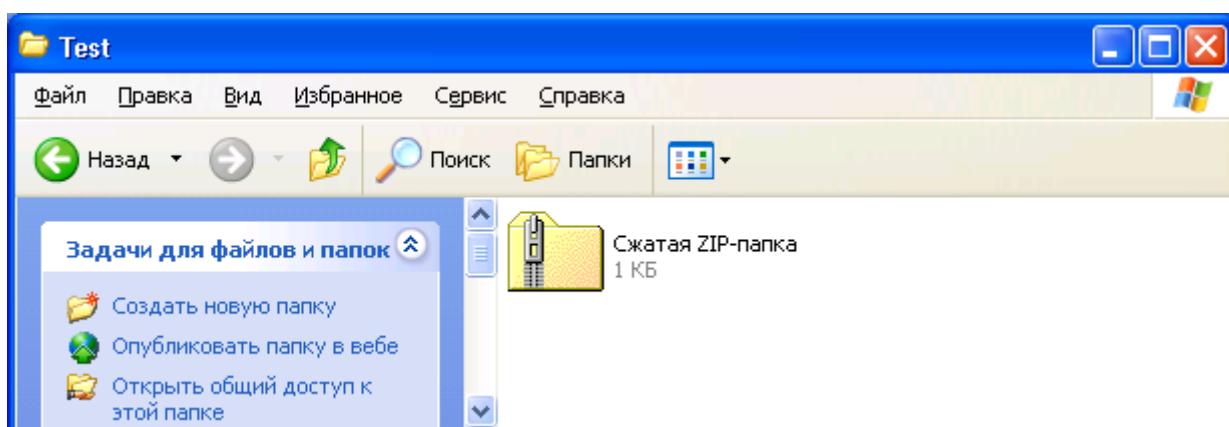 Test
Файл Правка Вид Избранное Сервис Справка
Назад Поиск Папки
Задачи для файлов и папок
Создать новую папку
Опубликовать папку в вебе
Открыть общий доступ к
этой папке
Сжатая ZIP-папка
1 КБ